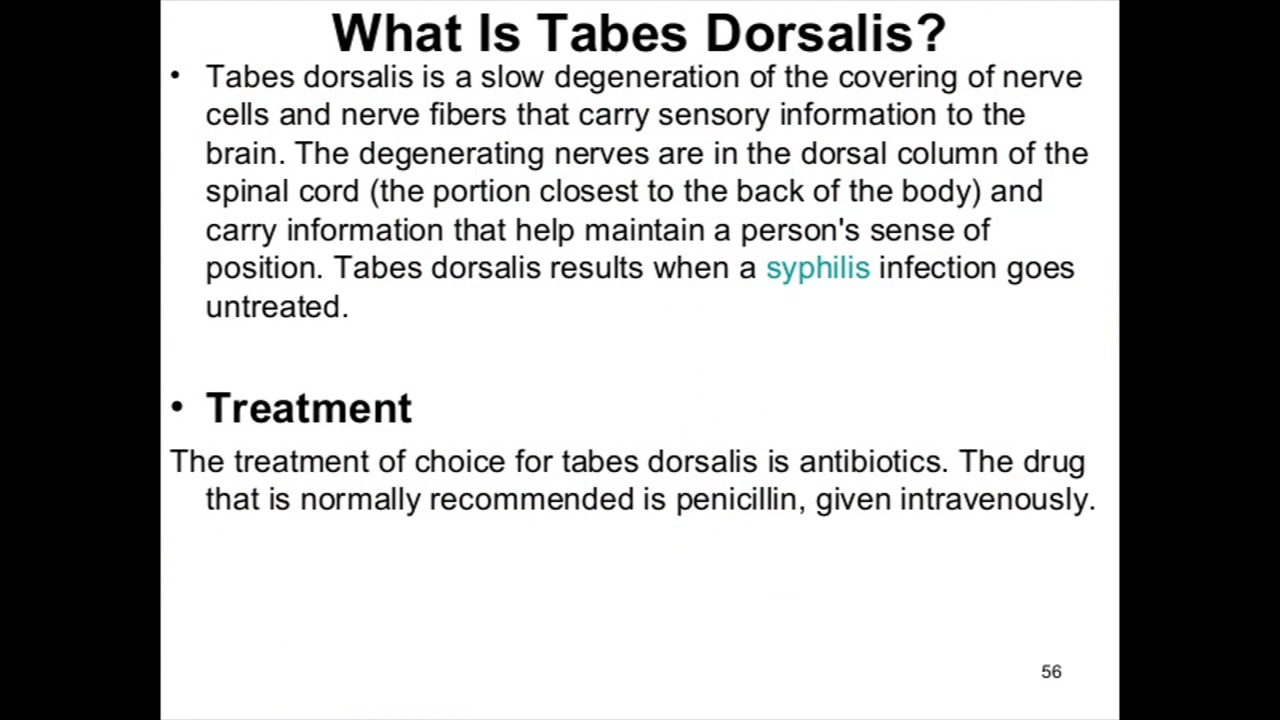 What Is Tabes Dorsalis?
• Tabes dorsalis is a slow degeneration of the covering of nerve
cells and nerve fibers that carry sensory information to the
brain. The degenerating nerves are in the dorsal column of the
spinal cord (the portion closest to the back of the body) and
carry information that help maintain a person's sense of
position. Tabes dorsalis results when a syphilis infection goes
untreated.
• Treatment
The treatment of choice for tabes dorsalis is antibiotics. The drug
that is normally recommended is penicillin, given intravenously.
56